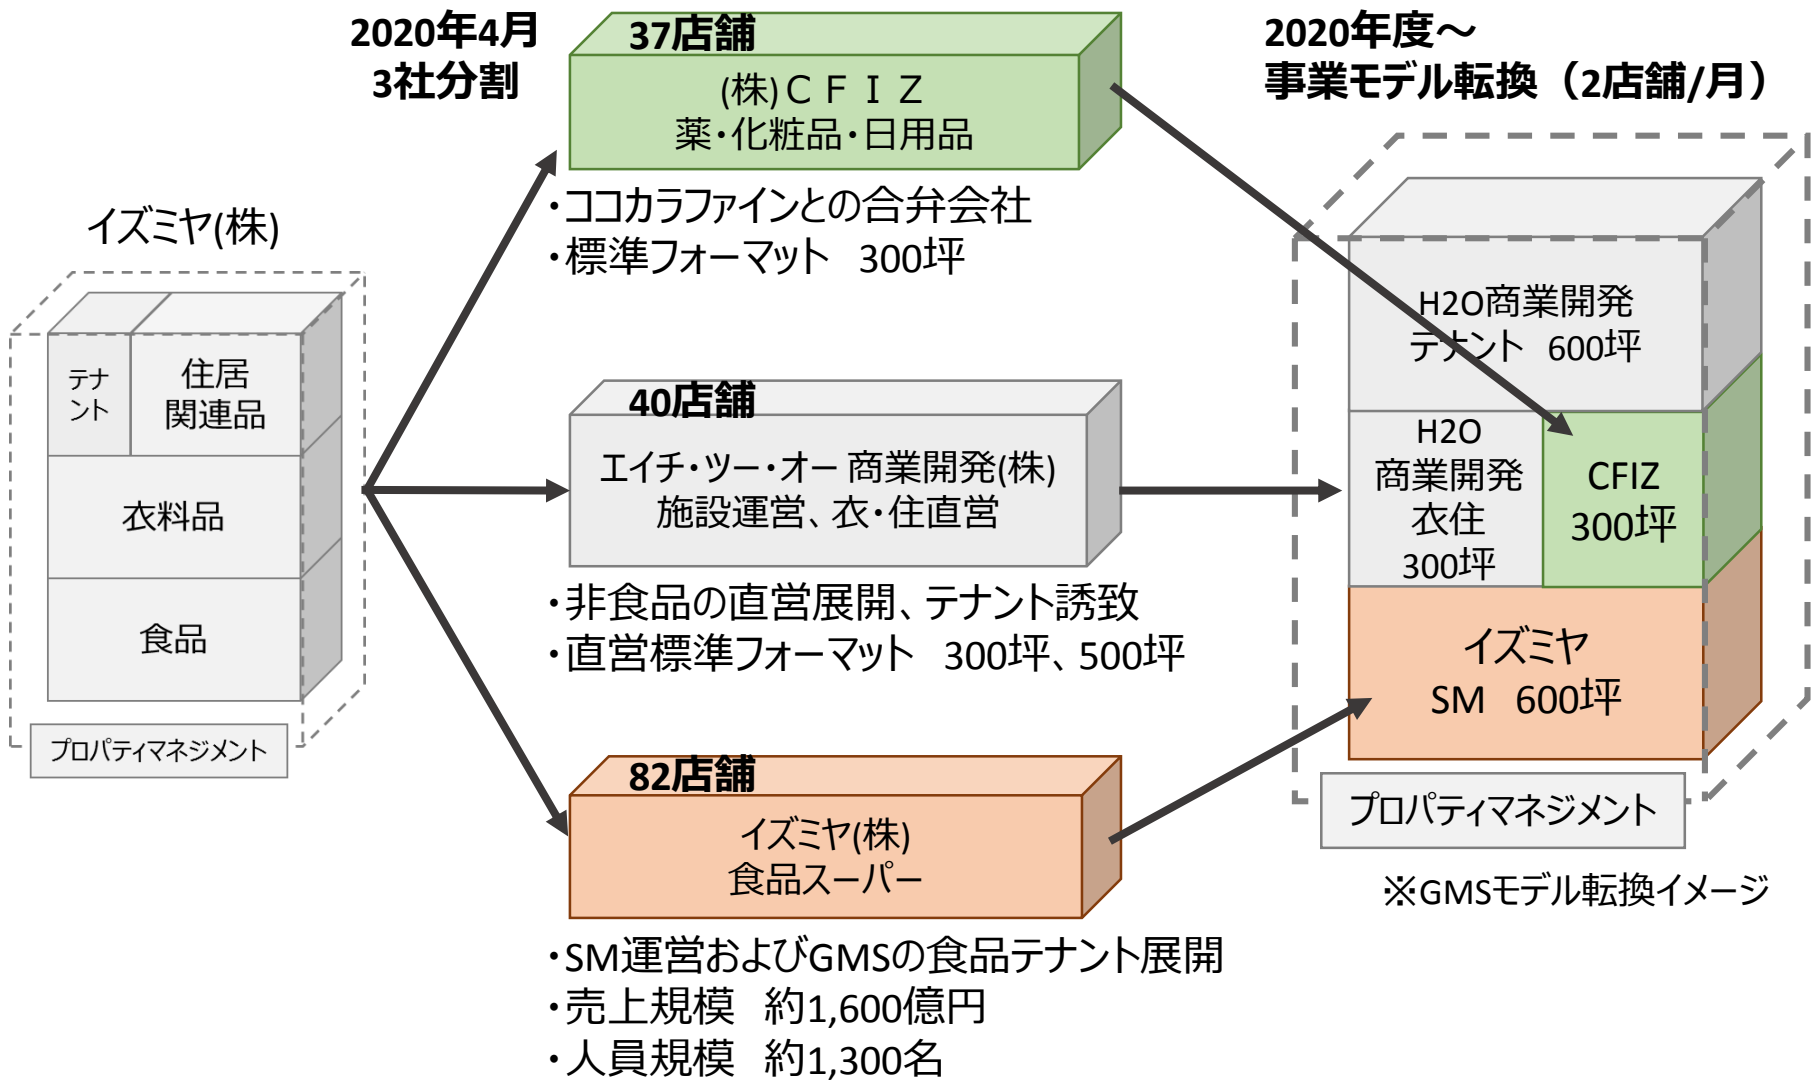 2020年4月
3社分割
イズミヤ(株)
テナ
ント
住居
関連品
衣料品
食品
プロパティマネジメント
37店舗
(株)ＣＦＩＺ
薬・化粧品・日用品
・ココカラファインとの合弁会社
・標準フォーマット　300坪
40店舗
エイチ・ツー・オー 商業開発(株)
施設運営、衣・住直営
・非食品の直営展開、テナント誘致
・直営標準フォーマット　300坪、500坪
82店舗
イズミヤ(株)
食品スーパー
・SM運営およびGMSの食品テナント展開
・売上規模　約1,600億円
・人員規模　約1,300名
2020年度～
事業モデル転換（2店舗/月）
H2O商業開発
テナント　600坪
H2O
商業開発
衣住
300坪
CFIZ
300坪
イズミヤ
SM　600坪
プロパティマネジメント
※GMSモデル転換イメージ